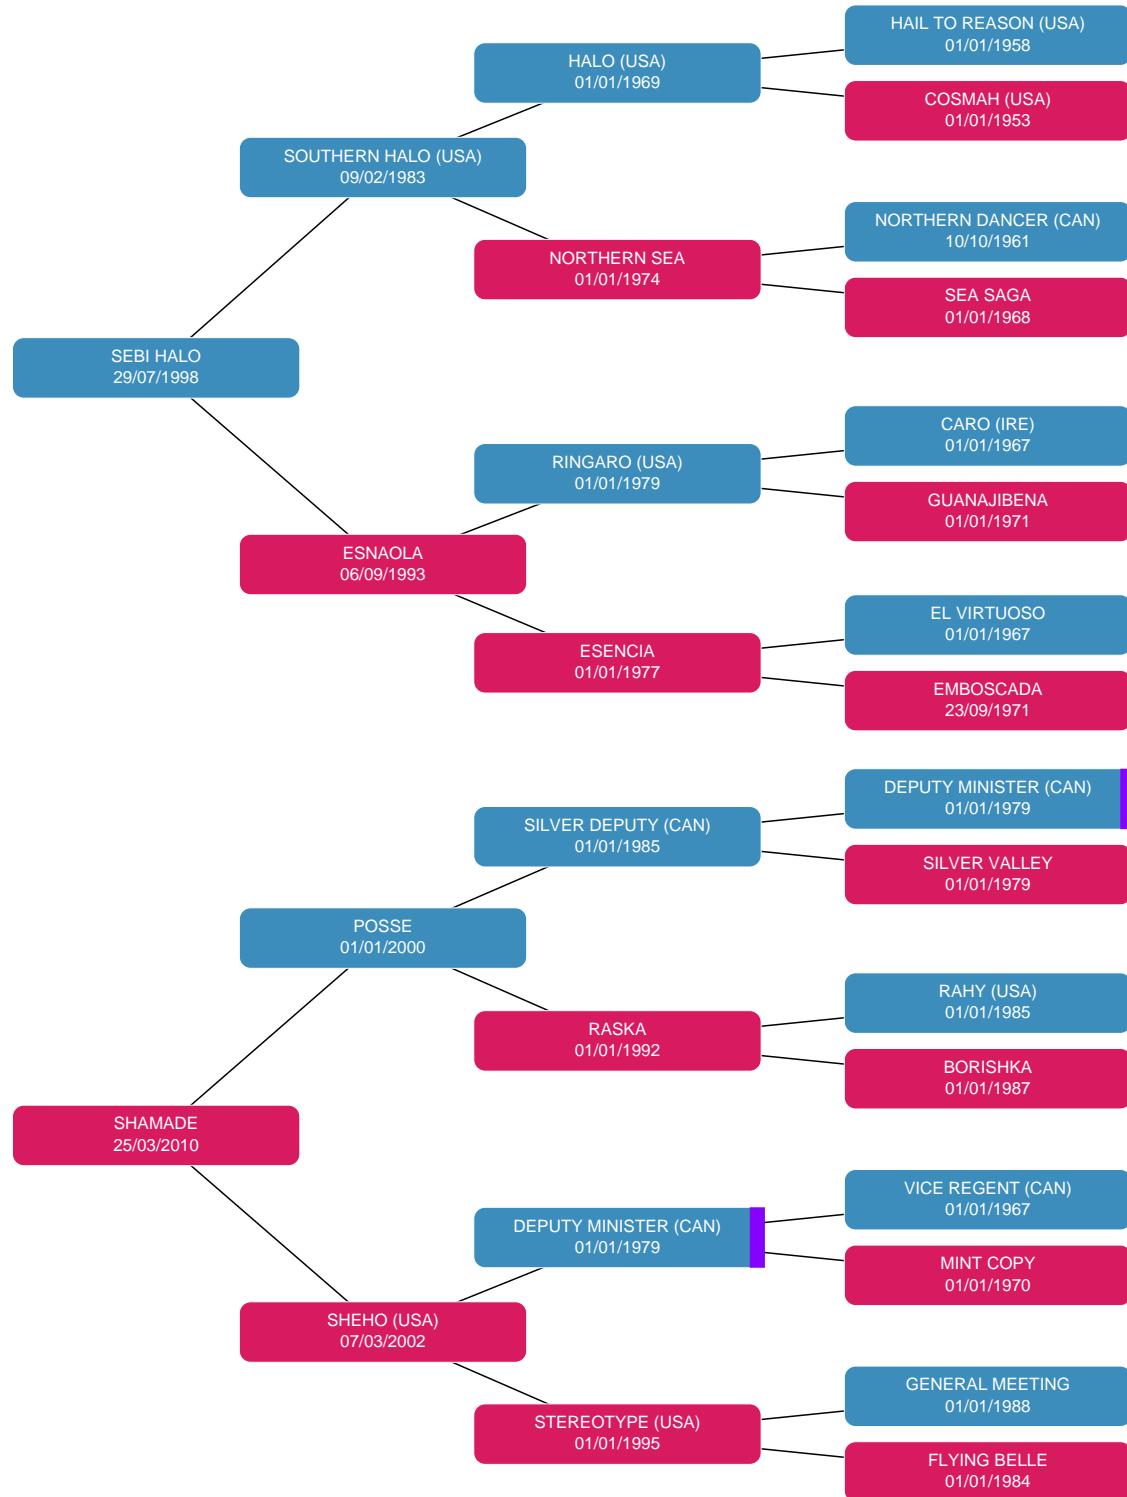 HAIL TO REASON (USA)
01/01/1958
HALO (USA)
01/01/1969
COSMAH (USA)
01/01/1953
SOUTHERN HALO (USA)
09/02/1983
NORTHERN DANCER (CAN)
10/10/1961
NORTHERN SEA
01/01/1974
SEA SAGA
01/01/1968
SEBI HALO
29/07/1998
CARO (IRE)
01/01/1967
RINGARO (USA)
01/01/1979
GUANAJIBENA
01/01/1971
ESNAOLA
06/09/1993
EL VIRTUOSO
01/01/1967
ESENCIA
01/01/1977
EMBOSCADA
23/09/1971
DEPUTY MINISTER (CAN)
01/01/1979
SILVER DEPUTY (CAN)
01/01/1985
SILVER VALLEY
01/01/1979
POSSE
01/01/2000
RAHY (USA)
01/01/1985
RASKA
01/01/1992
BORISHKA
01/01/1987
SHAMADE
25/03/2010
VICE REGENT (CAN)
01/01/1967
DEPUTY MINISTER (CAN)
01/01/1979
MINT COPY
01/01/1970
SHEHO (USA)
07/03/2002
GENERAL MEETING
01/01/1988
STEREOTYPE (USA)
01/01/1995
FLYING BELLE
01/01/1984